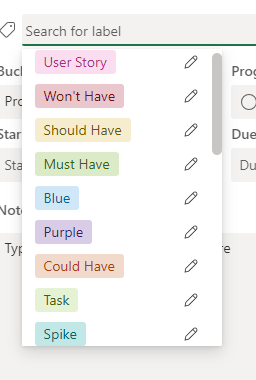 Search for label
Buc
Prog
User Story
Won't Have
Pro
Should Have
Star
Due
Must Have
Sta
Du
Blue
Note
Purple
Typ
re
Could Have
Task
Spike